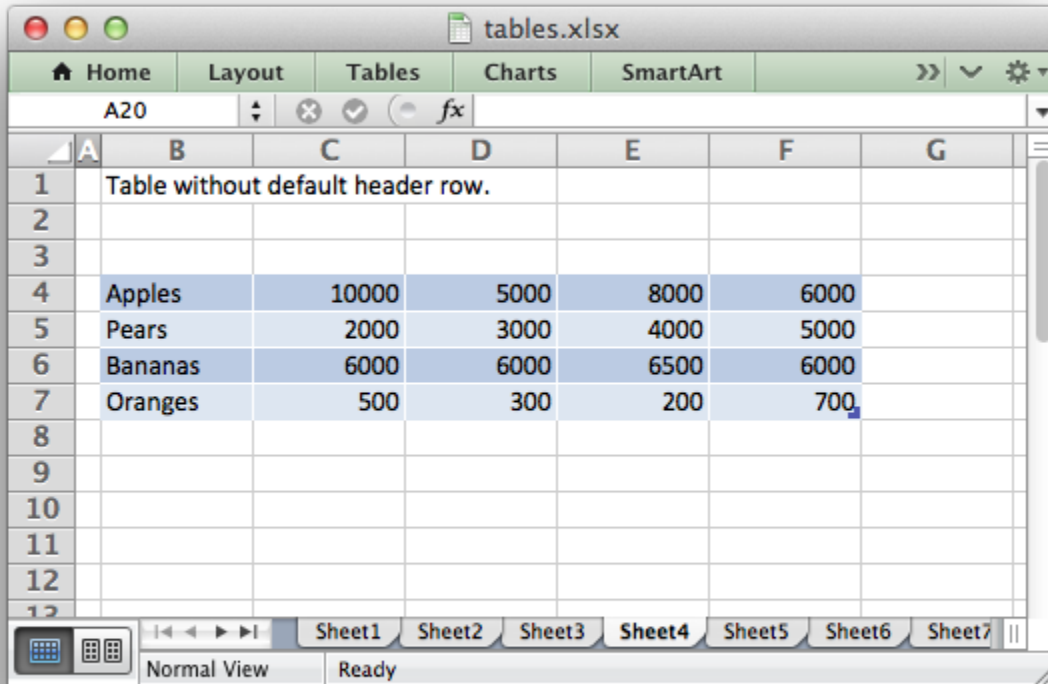 tables.xlsx
Home Layout Tables Charts SmartArt
A20 fx
A B C D E F G
1 Table without default header row.
2
3
4 Apples 10000 5000 8000 6000
5 Pears 2000 3000 4000 5000
6 Bananas 6000 6000 6500 6000
7 Oranges 500 300 200 700
8
9
10
11
12
13
Sheet1 Sheet2 Sheet3 Sheet4 Sheet5 Sheet6 Sheet7
Normal View Ready